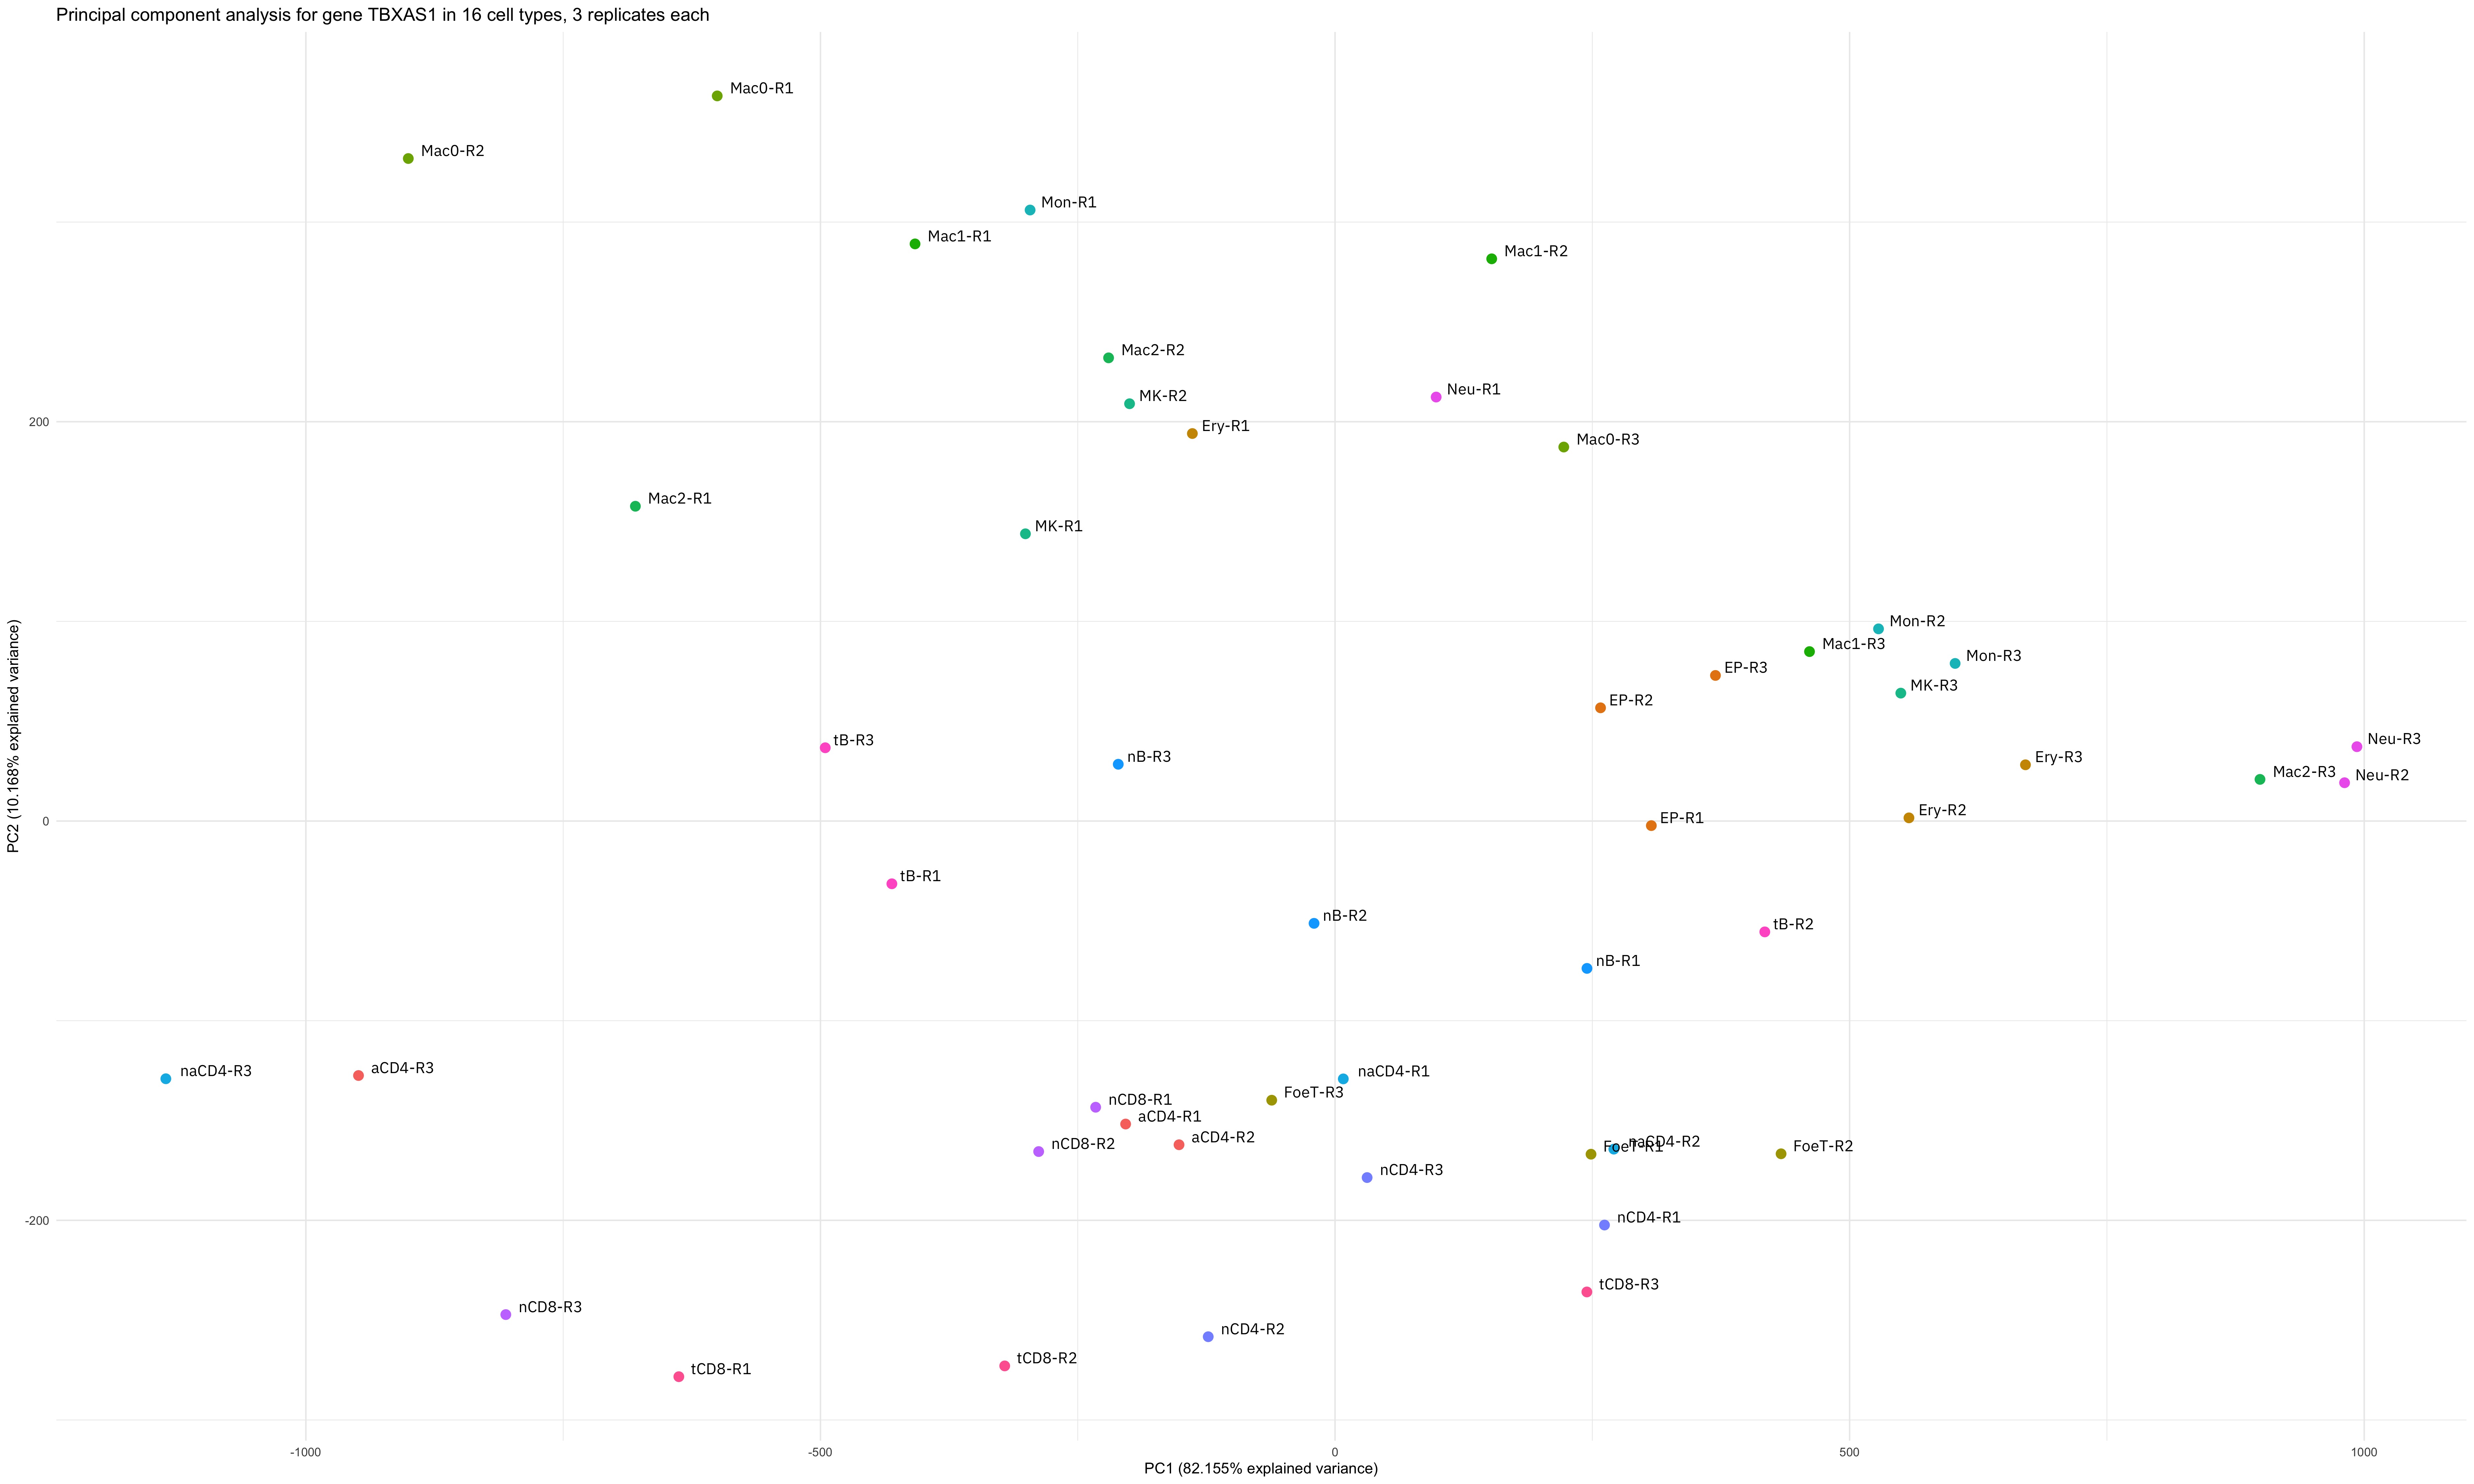 Principal component analysis for gene TBXAS1 in 16 cell types, 3 replicates each
Mac0-R1
Mac0-R2
Mon-R1
Mac1-R1
Mac1-R2
Mac2-R2
Neu-R1
MK-R2
200
Ery-R1
Mac0-R3
Mac2-R1
MK-R1
Mon-R2
Mac1-R3
Mon-R3
EP-R3
MK-R3
EP-R2
PC2 (10.168% explained variance)
tB-R3
Neu-R3
nB-R3
Ery-R3
Mac2-R3
Neu-R2
Ery-R2
0
EP-R1
tB-R1
nB-R2
tB-R2
nB-R1
naCD4-R3
aCD4-R3
naCD4-R1
FoeT-R3
nCD8-R1
aCD4-R1
aCD4-R2
nCD8-R2
naCD4-R2
FoeT-R1
FoeT-R2
nCD4-R3
-200
nCD4-R1
tCD8-R3
nCD8-R3
nCD4-R2
tCD8-R2
tCD8-R1
-1000
-500
0
500
1000
PC1 (82.155% explained variance)